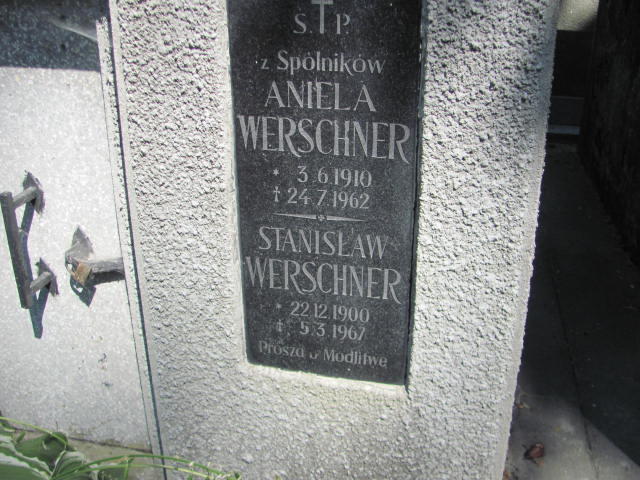 S. † P.
z Spólników
ANIELA
WERSCHNER
* 3.6.1910
† 24.7.1962
STANISŁAW
WERSCHNER
* 22.12.1900
† 5.3.1967
Proszą o Modlitwę